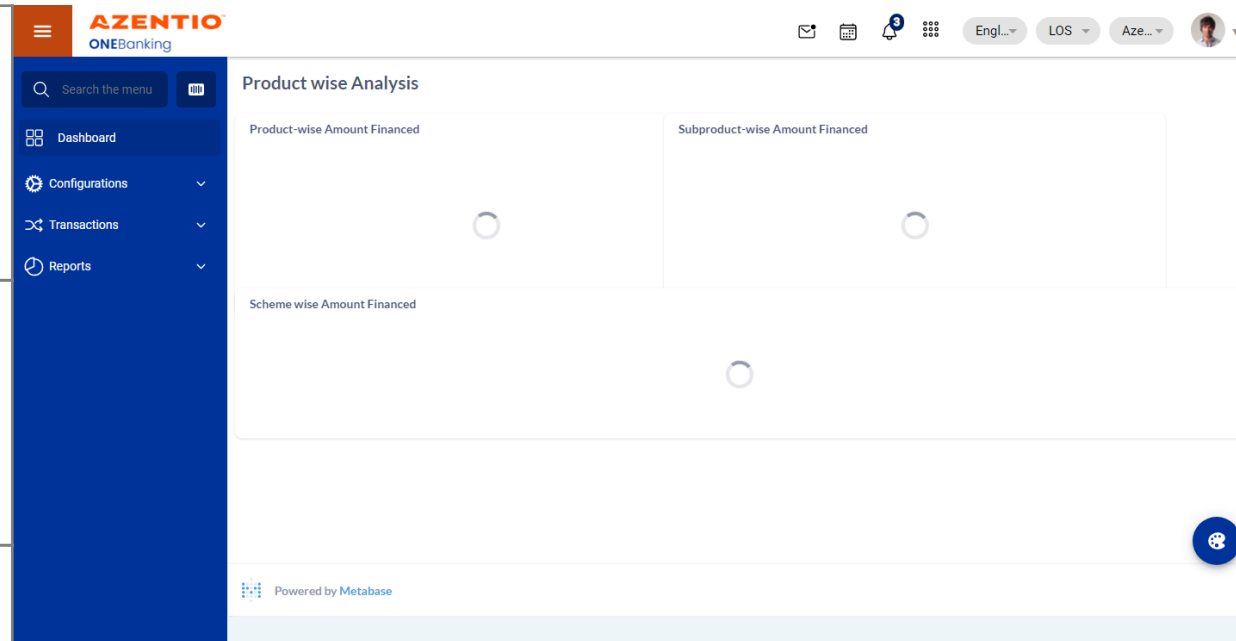 AZENTIO
ONEBanking
3
Engl...
LOS
Aze...
Search the menu
Dashboard
Configurations
Transactions
Reports
Product wise Analysis
Product-wise Amount Financed
Subproduct-wise Amount Financed
Scheme wise Amount Financed
Powered by Metabase